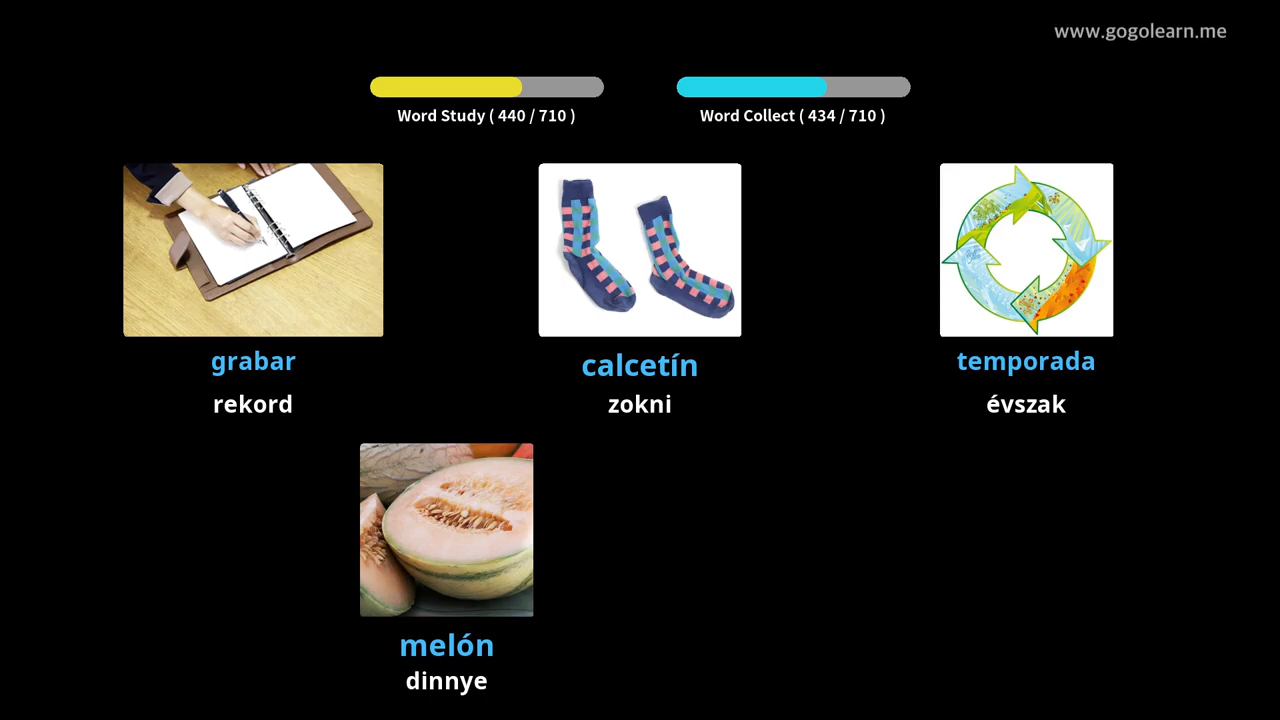 www.gogolearn.me
Word Study ( 440 / 710 )
Word Collect ( 434 / 710 )
grabar
rekord
calcetín
zokni
temporada
évszak
melón
dinnye